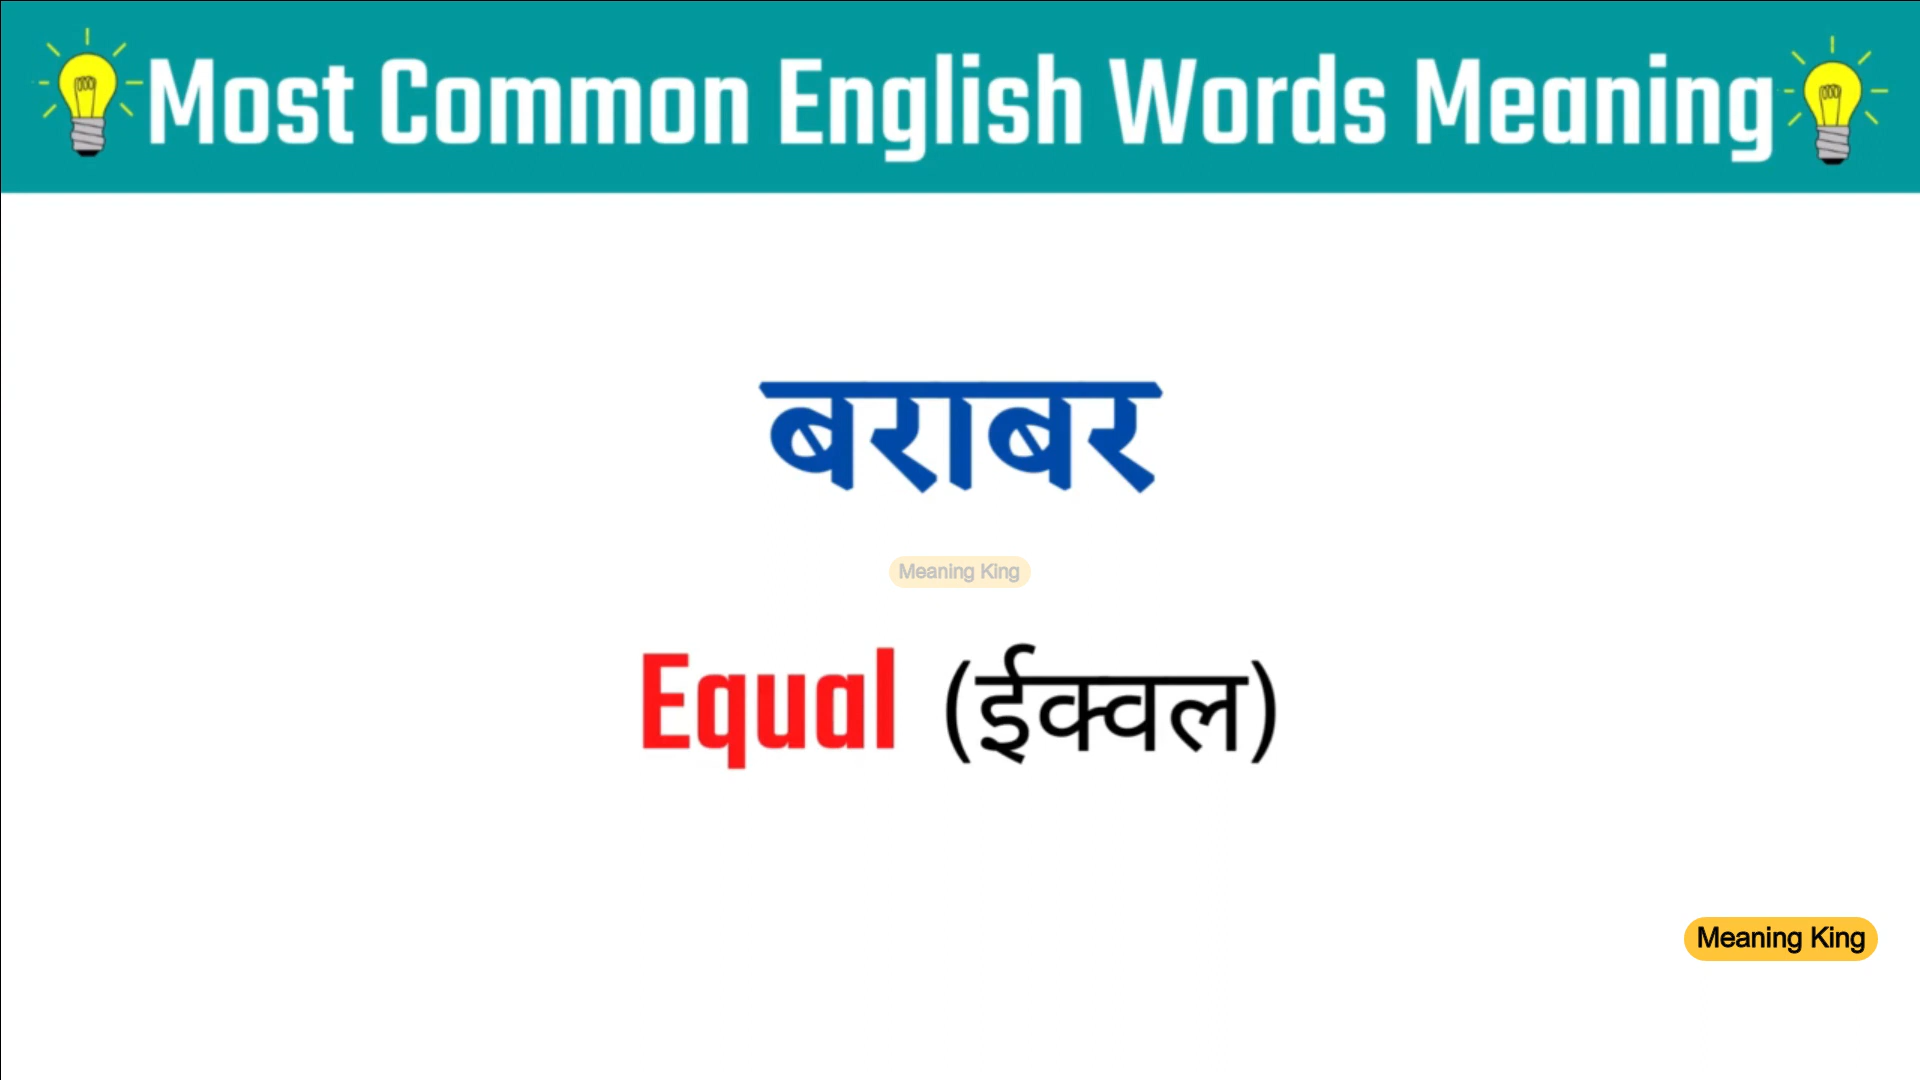 Most Common English Words Meaning
बराबर
Meaning King
Equal (ईक्वल)
Meaning King